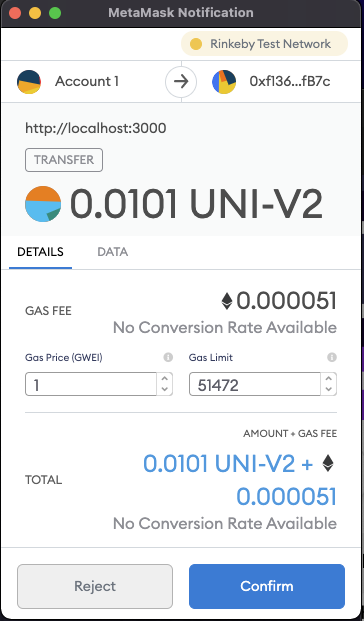 MetaMask Notification
Rinkeby Test Network
Account 1
0xf136...fB7c
http://localhost:3000
TRANSFER
0.0101 UNI-V2
DETAILS
DATA
GAS FEE
0.000051
No Conversion Rate Available
Gas Price (GWEI)
Gas Limit
1
51472
AMOUNT + GAS FEE
TOTAL
0.0101 UNI-V2 +
0.000051
No Conversion Rate Available
Reject
Confirm